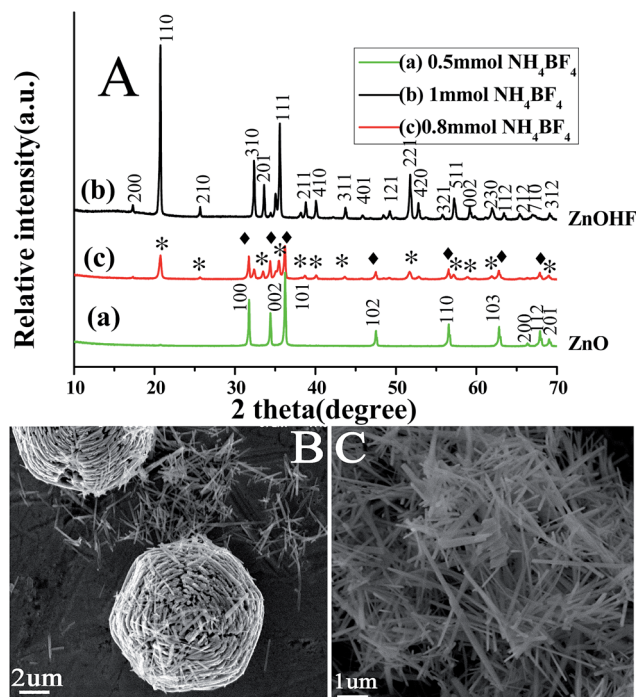 A
(a) 0.5mmol NH₄BF₄
(b) 1mmol NH₄BF₄
(c)0.8mmol NH₄BF₄
Relative intensity(a.u.)
(b)
200
110
210
310
201
111
211
410
311
401
121
221
420
321
511
002
230
112
212
710
312
ZnOHF
(c)
♦ * * * ♦ * ♦ * * * * ♦ * ♦ * * * ♦ ♦ *
(a)
100
002
101
102
110
103
200
112
201
ZnO
10 20 30 40 50 60 70
2 theta(degree)
B
2um
C
1um